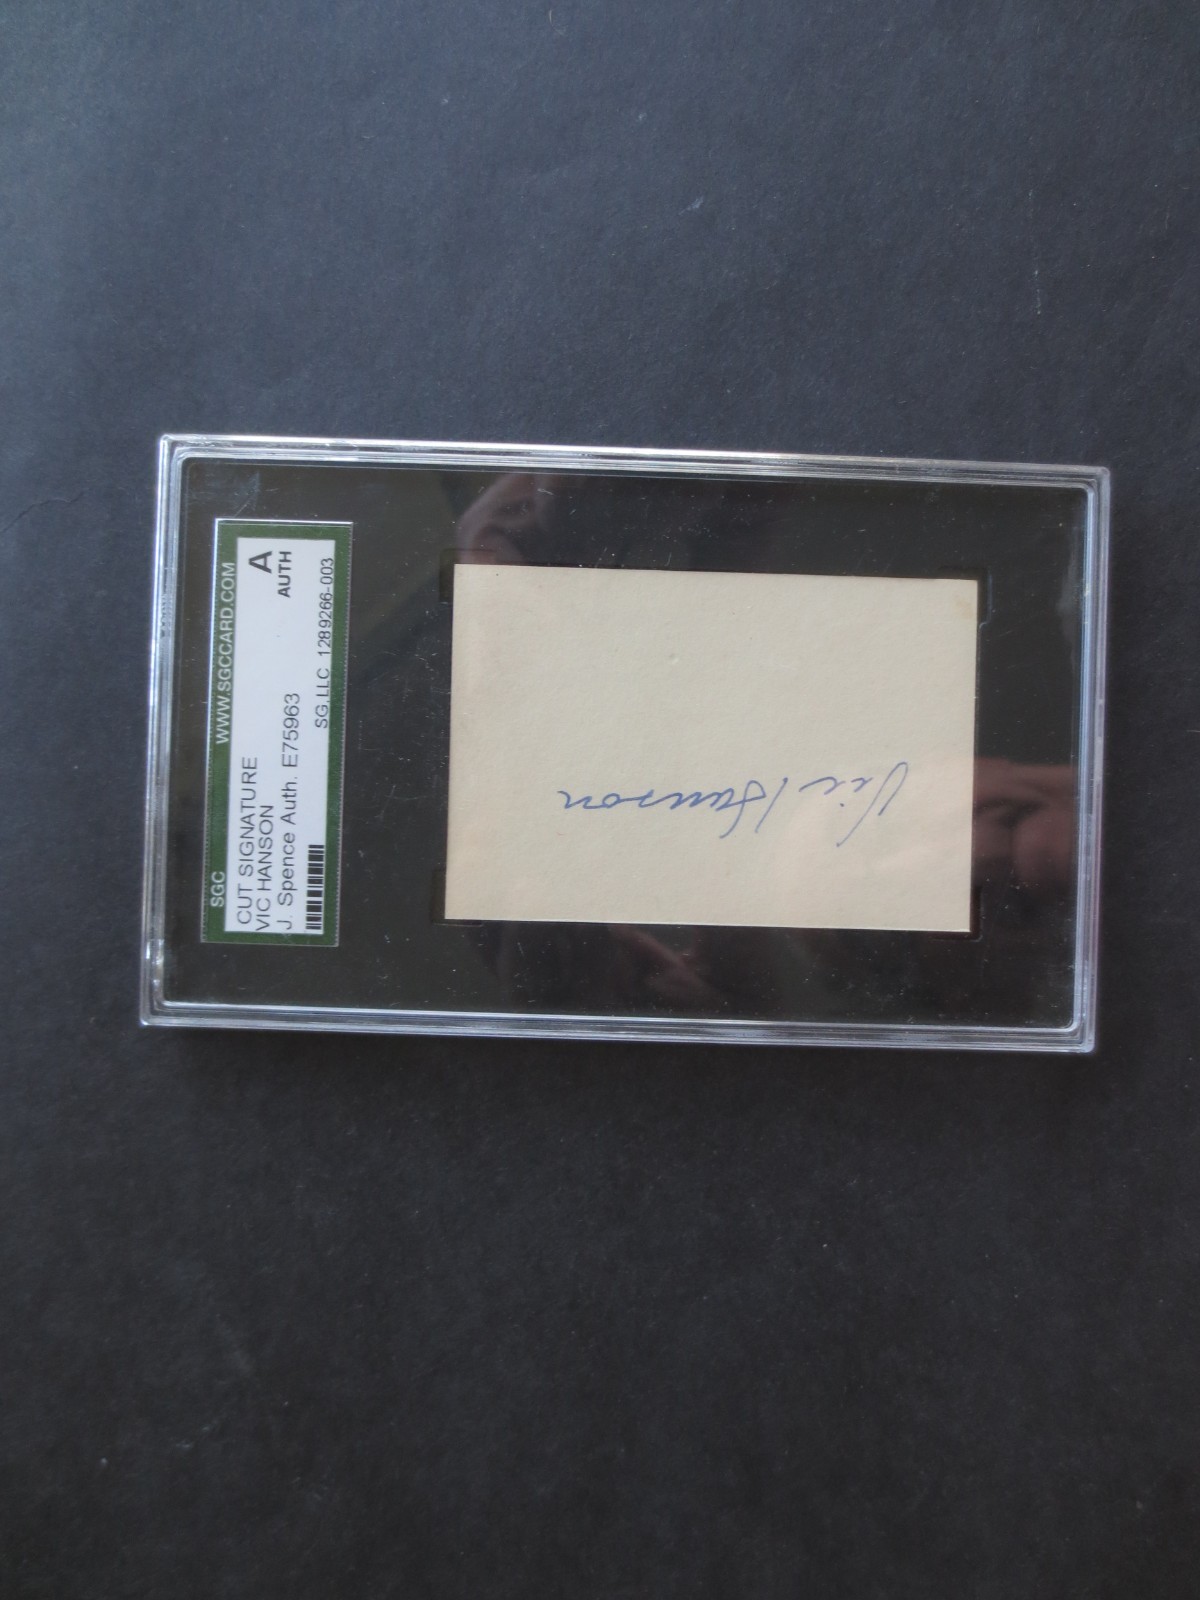 SGC WWW.SGCCARD.COM
CUT SIGNATURE A
VIC HANSON AUTH
J. Spence Auth. E75963
SG, LLC 1289266-003
Vic Hanson